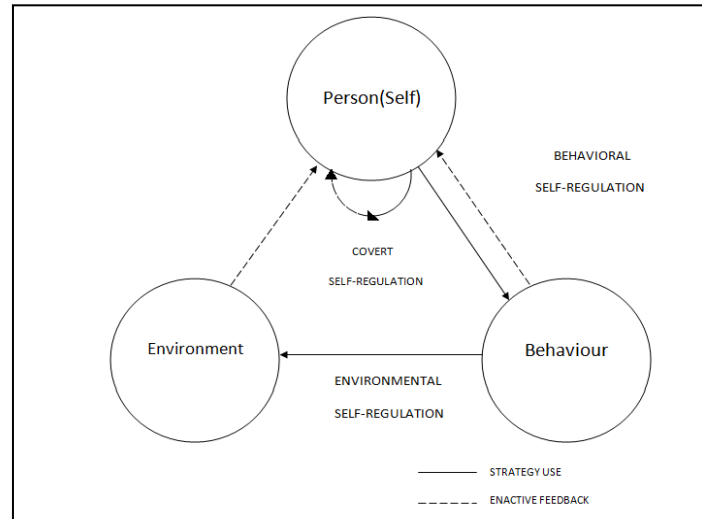 Person(Self)
BEHAVIORAL
SELF-REGULATION
COVERT
SELF-REGULATION
Environment
Behaviour
ENVIRONMENTAL
SELF-REGULATION
STRATEGY USE
ENACTIVE FEEDBACK